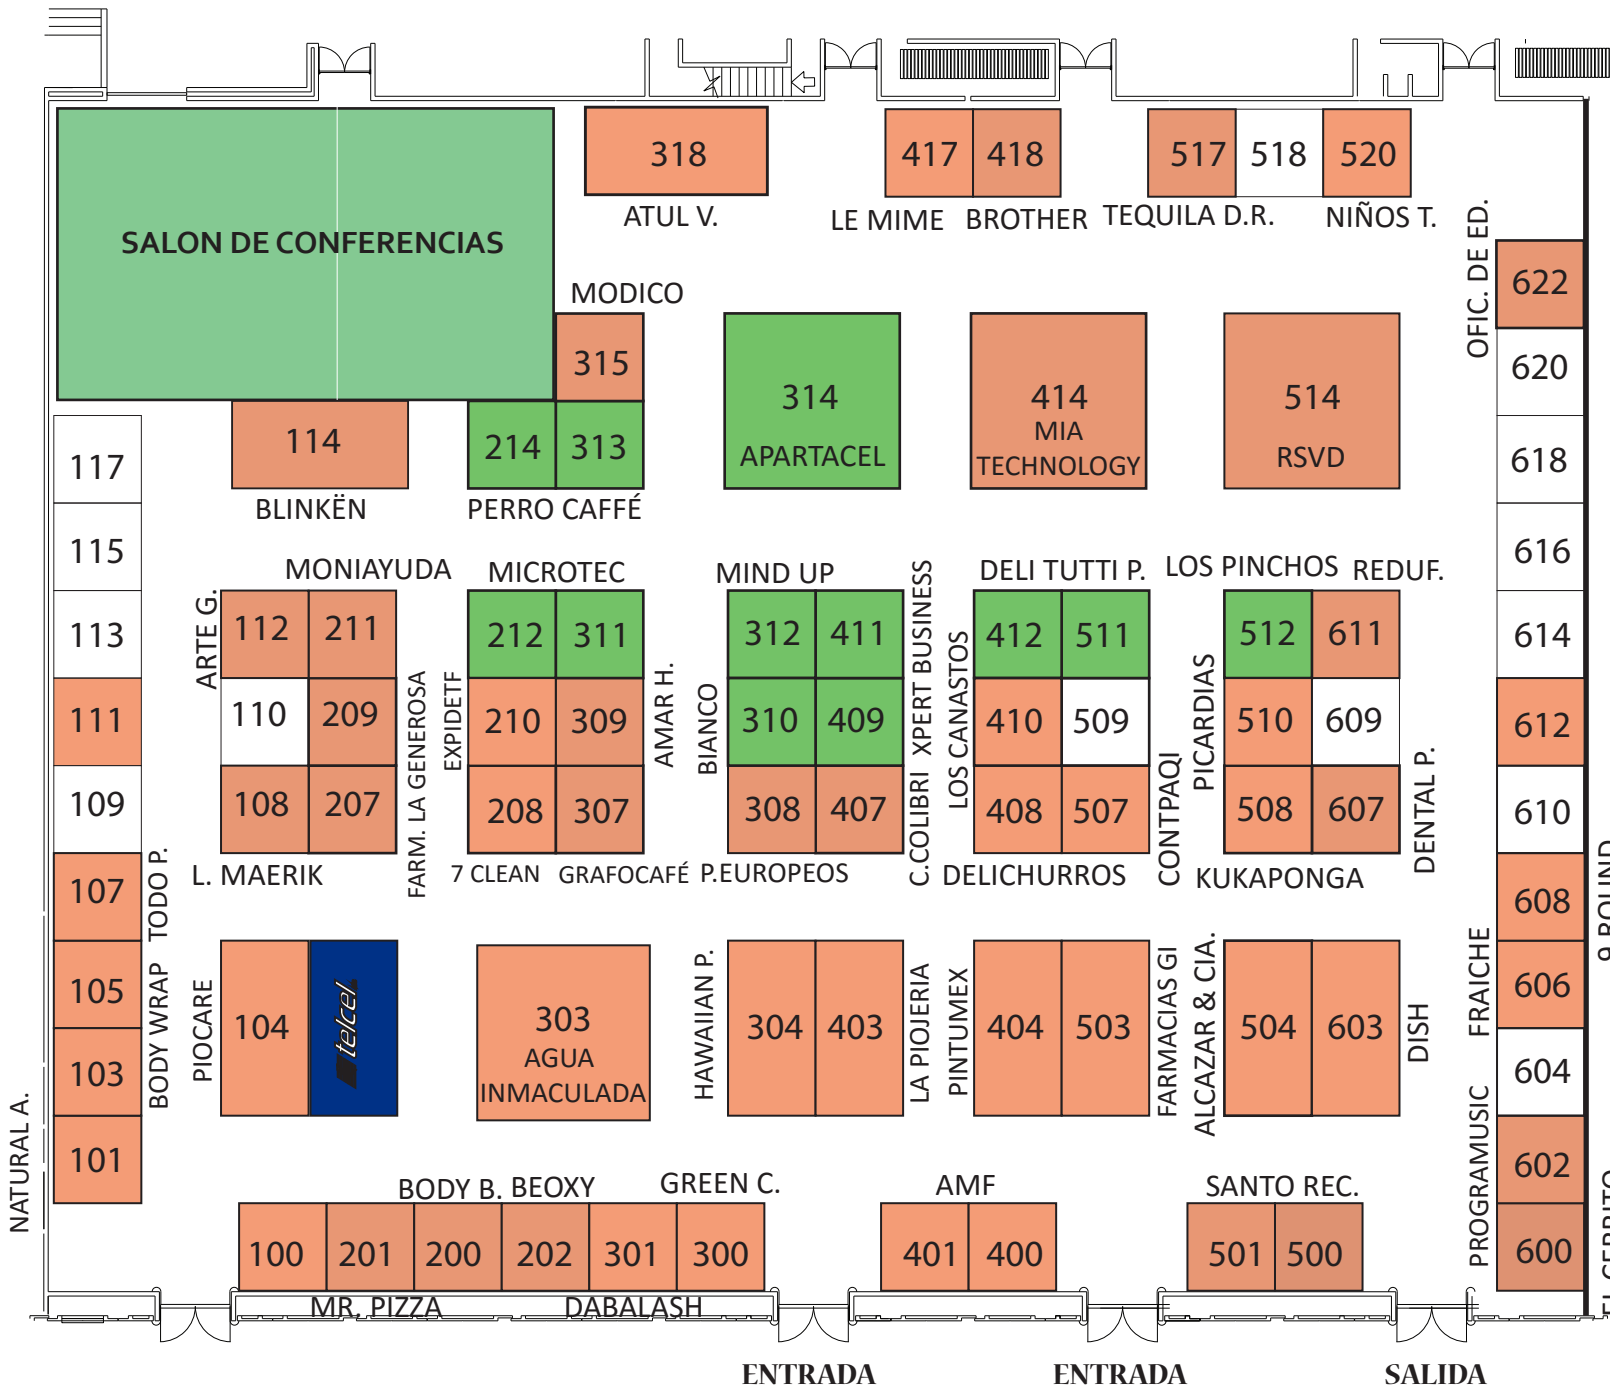 318
417
418
517
518
520
ATUL V.
LE MIME
BROTHER
TEQUILA D.R.
NIÑOS T.
SALON DE CONFERENCIAS
OFIC. DE ED.
622
MODICO
315
620
314
APARTACEL
414
MIA
TECHNOLOGY
514
RSVD
114
214
313
117
618
BLINKËN
PERRO CAFFÉ
115
616
MONIAYUDA
MICROTEC
MIND UP
XPERT BUSINESS
DELI TUTTI P.
LOS PINCHOS
REDUF.
ARTE G.
112
211
212
311
312
411
412
511
512
611
113
614
111
110
209
FARM. LA GENEROSA
EXPIDETF
210
309
AMAR H.
BIANCO
310
409
LOS CANASTOS
410
509
PICARDIAS
510
609
612
109
108
207
208
307
308
407
C.COLIBRI
408
507
CONTPAQI
508
607
DENTAL P.
610
L. MAERIK
7 CLEAN
GRAFOCAFÉ
P.EUROPEOS
DELICHURROS
KUKAPONGA
107
TODO P.
608
9 ROUND
105
BODY WRAP
606
FRAICHE
PIOCARE
104
telcel
303
AGUA
INMACULADA
HAWAIIAN P.
304
403
LA PIOJERIA
PINTUMEX
404
503
FARMACIAS GI
ALCAZAR & CIA.
504
603
DISH
103
604
NATURAL A.
101
602
PROGRAMUSIC
BODY B.
BEOXY
GREEN C.
AMF
SANTO REC.
100
201
200
202
301
300
401
400
501
500
600
EL CERRITO
MR. PIZZA
DABALASH
ENTRADA
ENTRADA
SALIDA